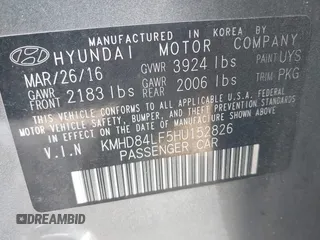 MANUFACTURED IN KOREA BY
HYUNDAI MOTOR COMPANY
MAR/26/16 GVWR 3924 lbs PAINT UYS
GAWR FRONT 2183 lbs GAWR REAR 2006 lbs TRIM PKG
THIS VEHICLE CONFORMS TO ALL APPLICABLE U.S.A. FEDERAL
MOTOR VEHICLE SAFETY, BUMPER, AND THEFT PREVENTION STANDARDS
IN EFFECT ON THE DATE OF MANUFACTURE SHOWN ABOVE.
V.I.N KMHD84LF5HU152826
PASSENGER CAR
DREAMBID